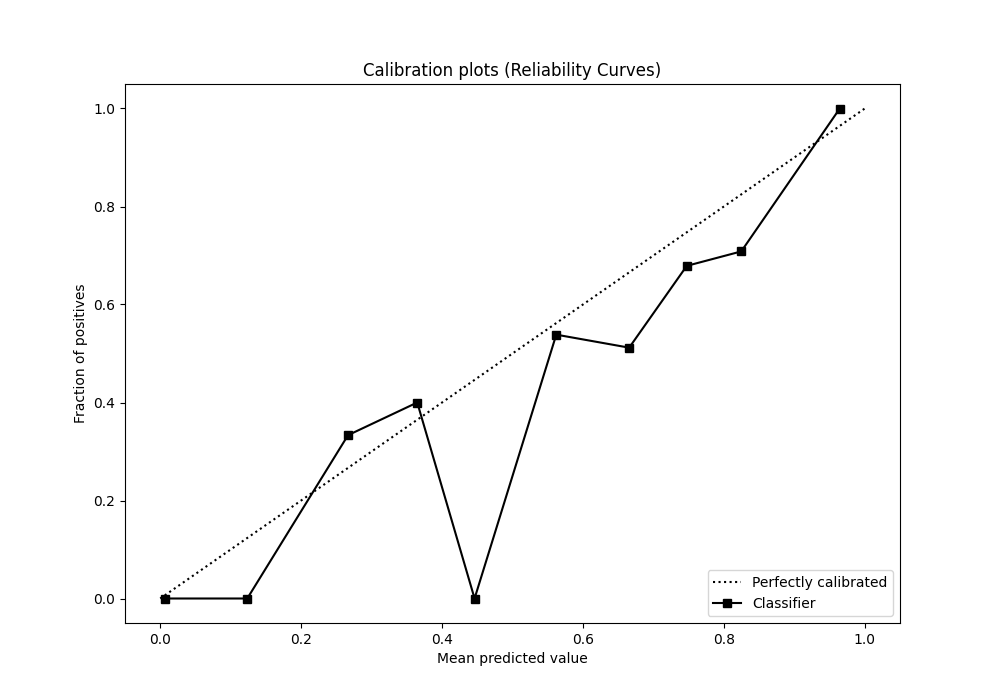 Calibration plots (Reliability Curves)
Fraction of positives
1.0
0.8
0.6
0.4
0.2
0.0
0.0 0.2 0.4 0.6 0.8 1.0
Mean predicted value
Perfectly calibrated
Classifier